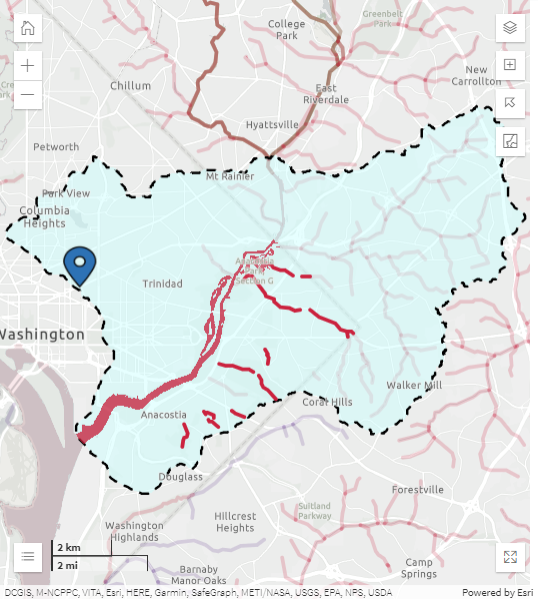 College
Park
Greenbelt
Park
New
Carrollton
Chillum
East
Riverdale
Hyattsville
Petworth
Mt Rainier
Park View
Columbia
Heights
Anacostia
Park
Section G
Trinidad
Washington
Walker Mill
Coral Hills
Anacostia
Douglass
Forestville
Suitland
Parkway
Hillcrest
Heights
Washington
Highlands
2 km
2 mi
Camp
Springs
Barnaby
Manor Oaks
DCGIS, M-NCPPC, VITA, Esri, HERE, Garmin, SafeGraph, METI/NASA, USGS, EPA, NPS, USDA
Powered by Esri